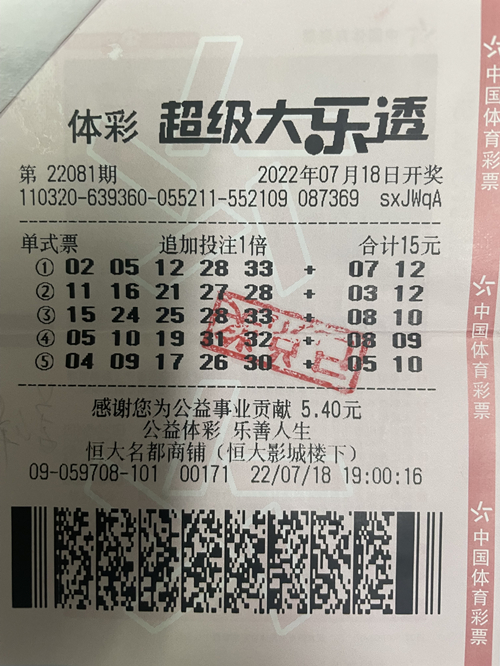 体彩 超级大乐透
第 22081期 2022年07月18日开奖
110320-639360-055211-552109 087369 sxJWqA
单式票 追加投注1倍 合计15元
① 02 05 12 28 33 + 07 12
② 11 16 21 27 28 + 03 12
③ 15 24 25 28 33 + 08 10
④ 05 10 19 31 32 + 08 09
⑤ 04 09 17 26 30 + 05 10
感谢您为公益事业贡献 5.40元
公益体彩 乐善人生
恒大名都商铺（恒大影城楼下）
09-059708-101 00171 22/07/18 19:00:16
中国体育彩票
中国体育彩票
中国体育彩票